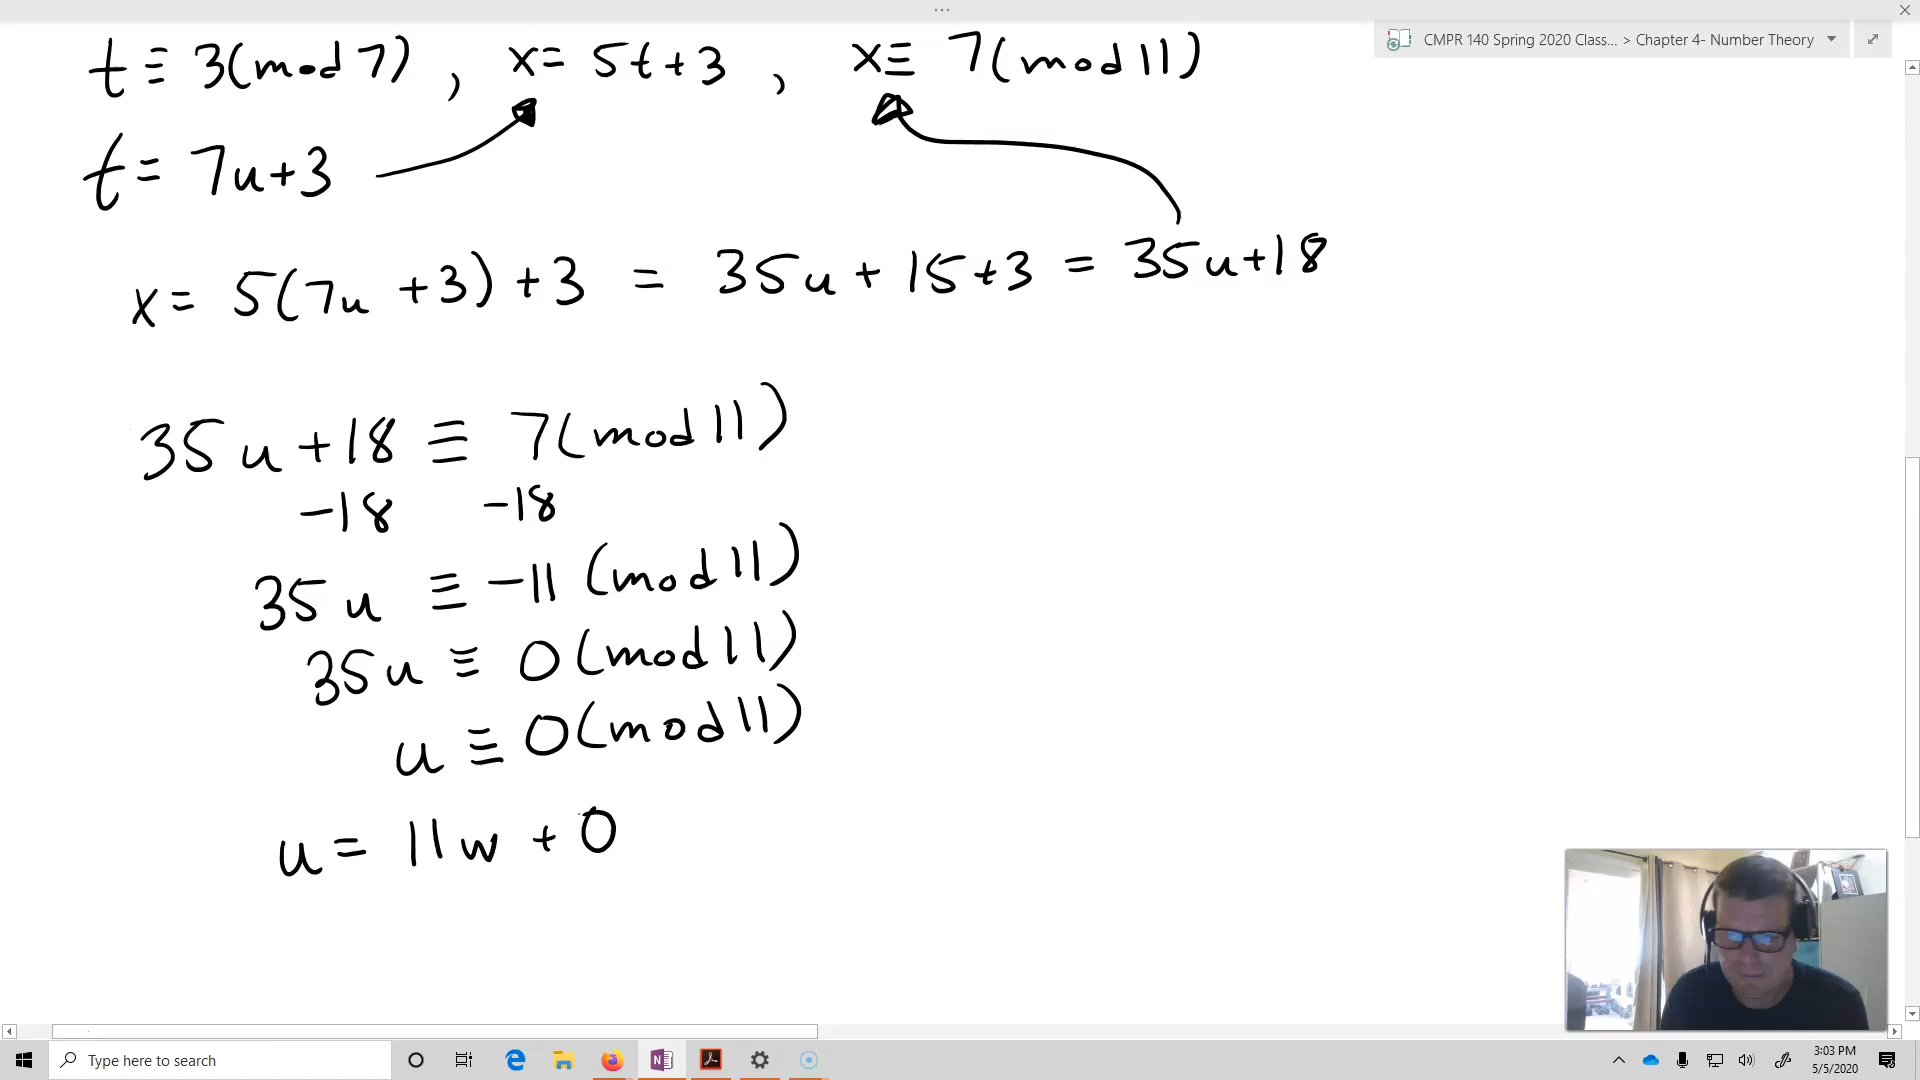 CMPR 140 Spring 2020 Class... > Chapter 4- Number Theory
t ≡ 3(mod 7) , x = 5t+3 , x ≡ 7(mod 11)
t = 7u+3
x = 5(7u +3)+3 = 35u + 15+3 = 35u+18
35u+18 ≡ 7(mod 11)
-18 -18
35u ≡ -11 (mod 11)
35u ≡ 0(mod 11)
u ≡ 0(mod 11)
u = 11w + 0
Type here to search
3:03 PM
5/5/2020